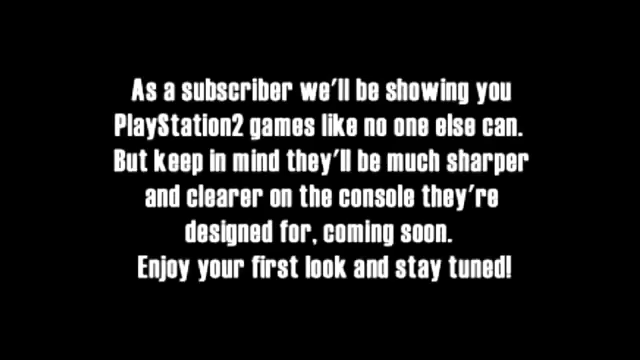 As a subscriber we'll be showing you
PlayStation2 games like no one else can.
But keep in mind they'll be much sharper
and clearer on the console they're
designed for, coming soon.
Enjoy your first look and stay tuned!